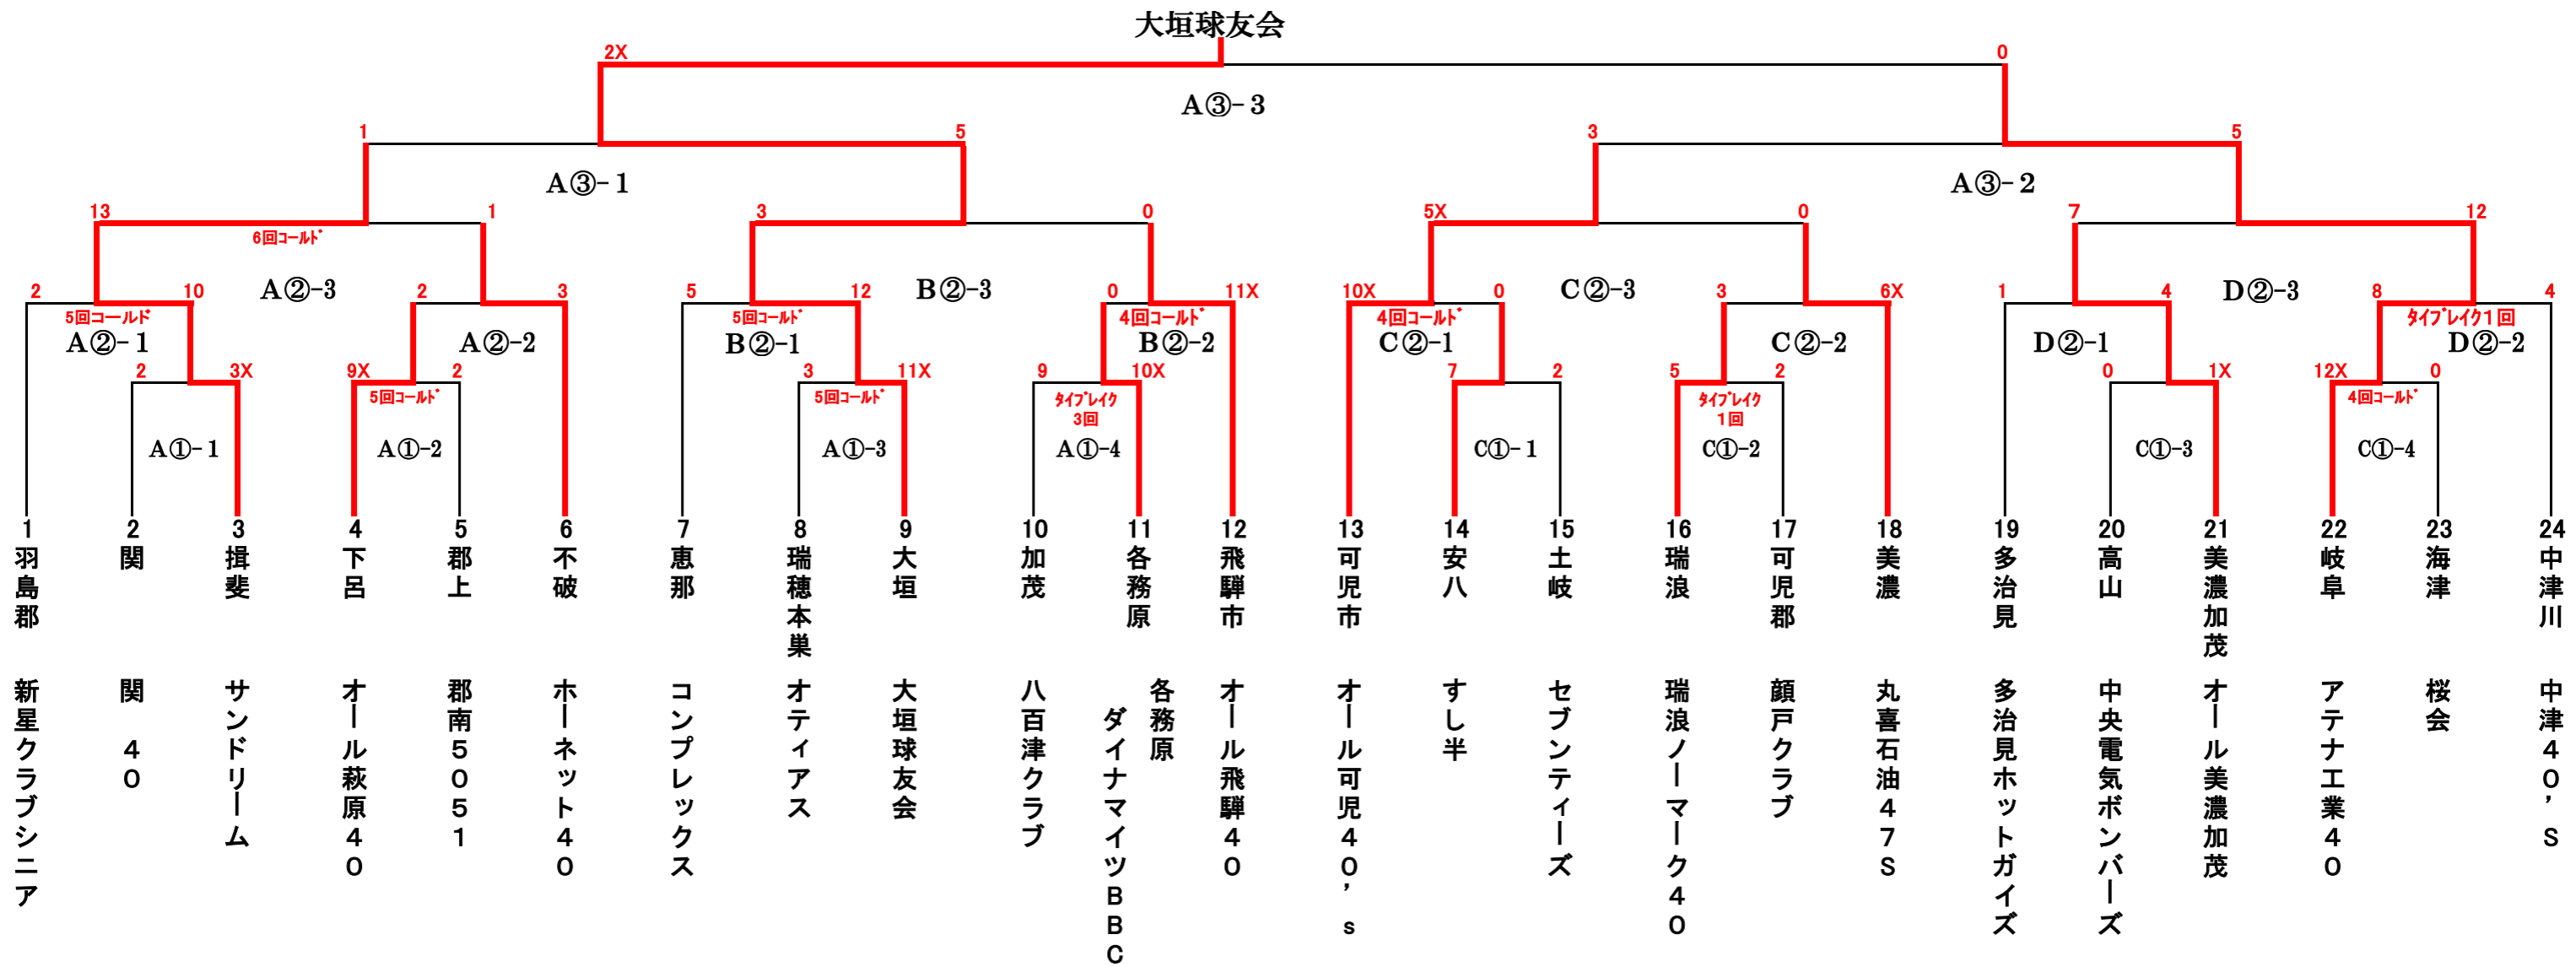 大垣球友会
2X 0
A③-3
1 5 3 5
A③-1 A③-2
13 1 3 0 5X 0 7 12
6回ｺｰﾙﾄﾞ
A②-3 B②-3 C②-3 D②-3
2 10 2 3 5 12 0 11X 10X 0 3 6X 1 4 8 4
5回コールド 5回ｺｰﾙﾄﾞ 4回ｺｰﾙﾄﾞ 4回ｺｰﾙﾄﾞ ﾀｲﾌﾞﾚｲｸ1回
A②-1 A②-2 B②-1 B②-2 C②-1 C②-2 D②-1 D②-2
2 3X 9X 2 3 11X 9 10X 7 2 5 2 0 1X 12X 0
5回ｺｰﾙﾄﾞ 5回ｺｰﾙﾄﾞ ﾀｲﾌﾞﾚｲｸ ﾀｲﾌﾞﾚｲｸ 4回ｺｰﾙﾄﾞ
3回 1回
A①-1 A①-2 A①-3 A①-4 C①-1 C①-2 C①-3 C①-4
1 2 3 4 5 6 7 8 9 10 11 12 13 14 15 16 17 18 19 20 21 22 23 24
羽島郡 新星クラブシニア
関 関 40
揖斐 サンドリーム
下呂 オール萩原40
郡上 郡南5051
不破 ホーネット40
恵那 コンプレックス
瑞穂本巣 オティアス
大垣 大垣球友会
加茂 八百津クラブ
各務原 各務原
ダイナマイツBBC
飛騨市 オール飛騨40
可児市 オール可児40’s
安八 すし半
土岐 セブンティーズ
瑞浪 瑞浪ノーマーク40
可児郡 顔戸クラブ
美濃 丸喜石油47S
多治見 多治見ホットガイズ
高山 中央電気ボンバーズ
美濃加茂 オール美濃加茂
岐阜 アテナ工業40
海津 桜会
中津川 中津40’S